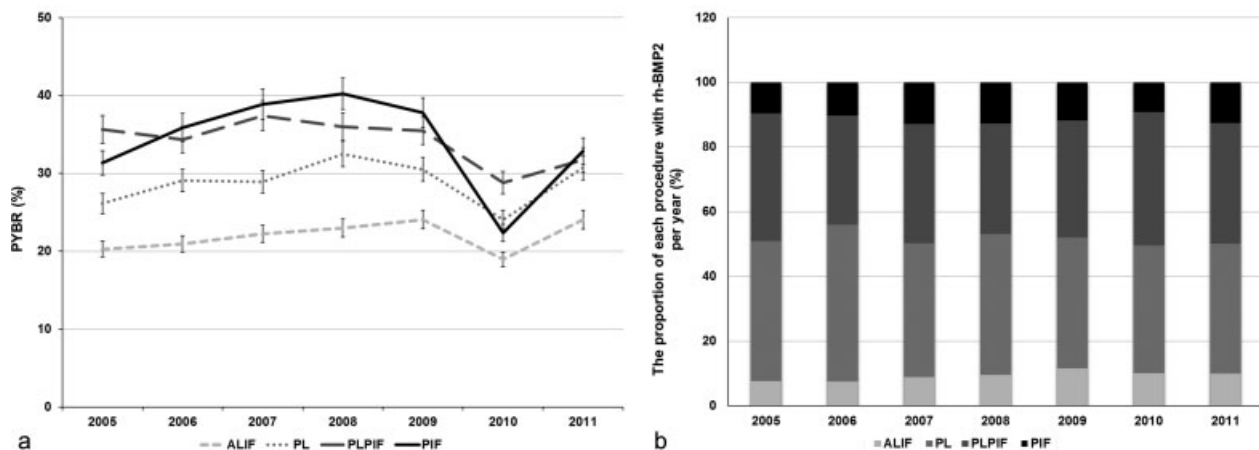 50
40
30
20
10
0
PYBR (%)
2005 2006 2007 2008 2009 2010 2011
ALIF PL PLPIF PIF
a
120
100
80
60
40
20
0
The proportion of each procedure with rh-BMP2
per year (%)
2005 2006 2007 2008 2009 2010 2011
ALIF PL PLPIF PIF
b